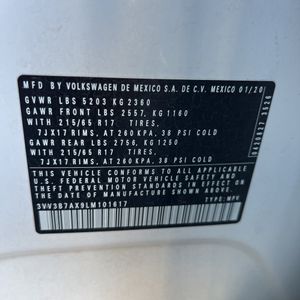 MFD BY VOLKSWAGEN DE MEXICO S.A. DE C.V. MEXICO 01/20
GVWR LBS 5203 KG 2360
GAWR FRONT LBS 2557, KG 1160
WITH 215/65 R17 TIRES,
7JX17 RIMS, AT 260 KPA, 38 PSI COLD
GAWR REAR LBS 2756, KG 1250
WITH 215/65 R17 TIRES,
7JX17 RIMS, AT 260 KPA, 38 PSI COLD
THIS VEHICLE CONFORMS TO ALL APPLICABLE U.S.
FEDERAL MOTOR VEHICLE SAFETY STANDARDS IN EFFECT ON
THE DATE OF MANUFACTURE SHOWN ABOVE.
3VV3B7AX9LM101617 TYPE: MPV